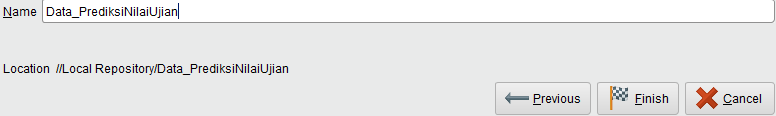 Name Data_PrediksiNilaiUjian
Location //Local Repository/Data_PrediksiNilaiUjian
Previous Finish Cancel